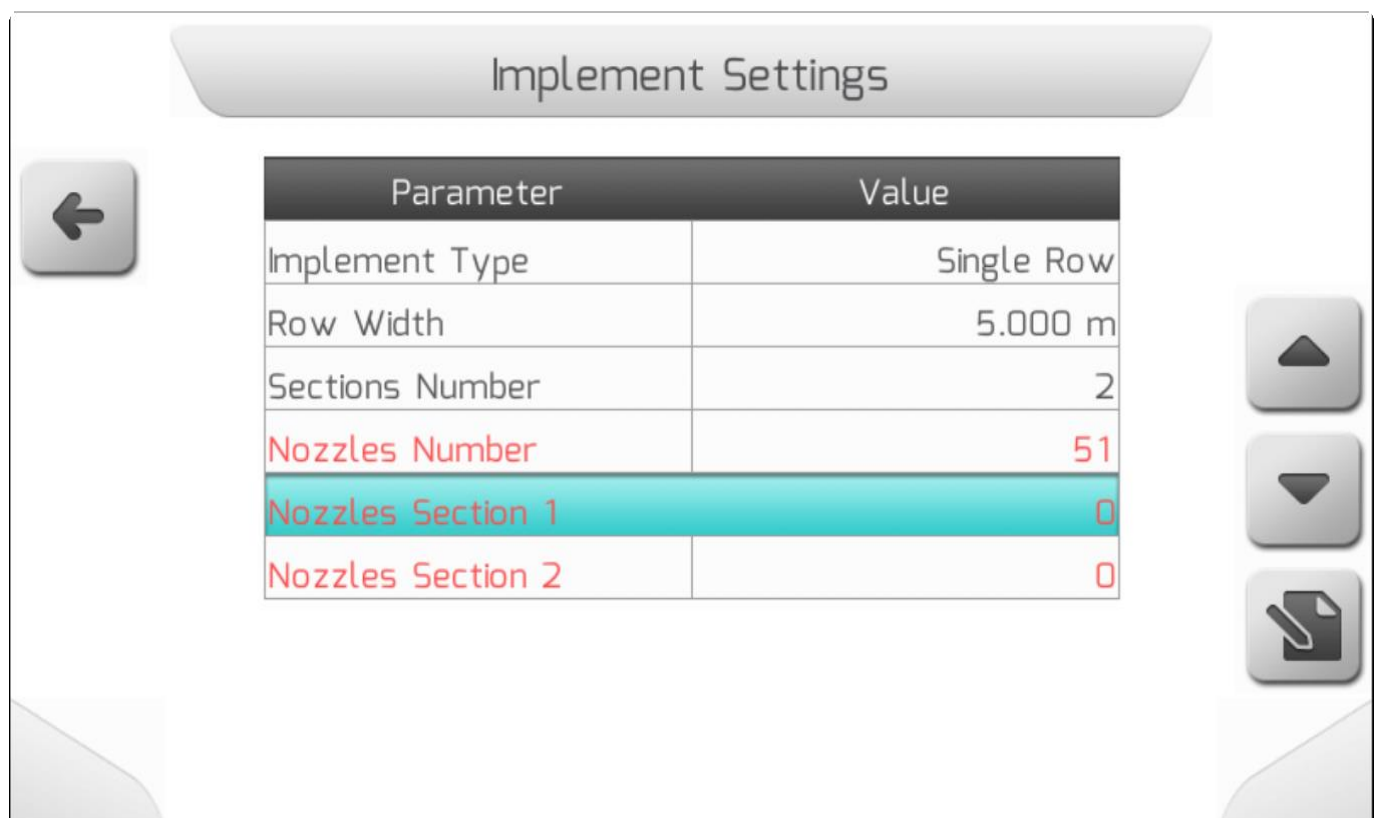 Implement Settings
Parameter Value
Implement Type Single Row
Row Width 5.000 m
Sections Number 2
Nozzles Number 51
Nozzles Section 1 0
Nozzles Section 2 0